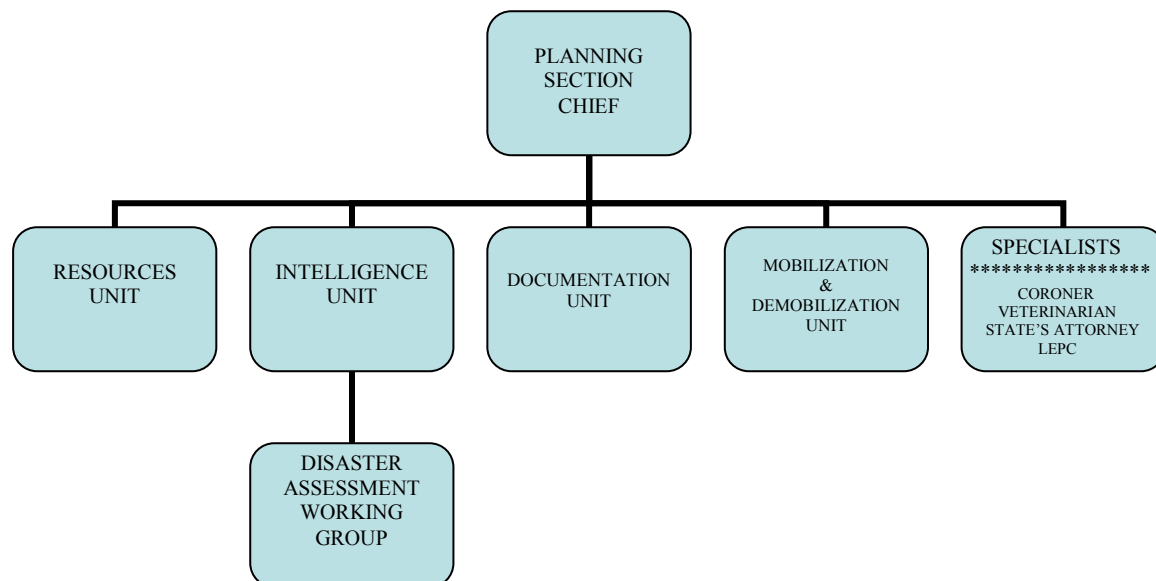 PLANNING
SECTION
CHIEF
RESOURCES
UNIT
INTELLIGENCE
UNIT
DOCUMENTATION
UNIT
MOBILIZATION
&
DEMOBILIZATION
UNIT
SPECIALISTS
*****************
CORONER
VETERINARIAN
STATE’S ATTORNEY
LEPC
DISASTER
ASSESSMENT
WORKING
GROUP